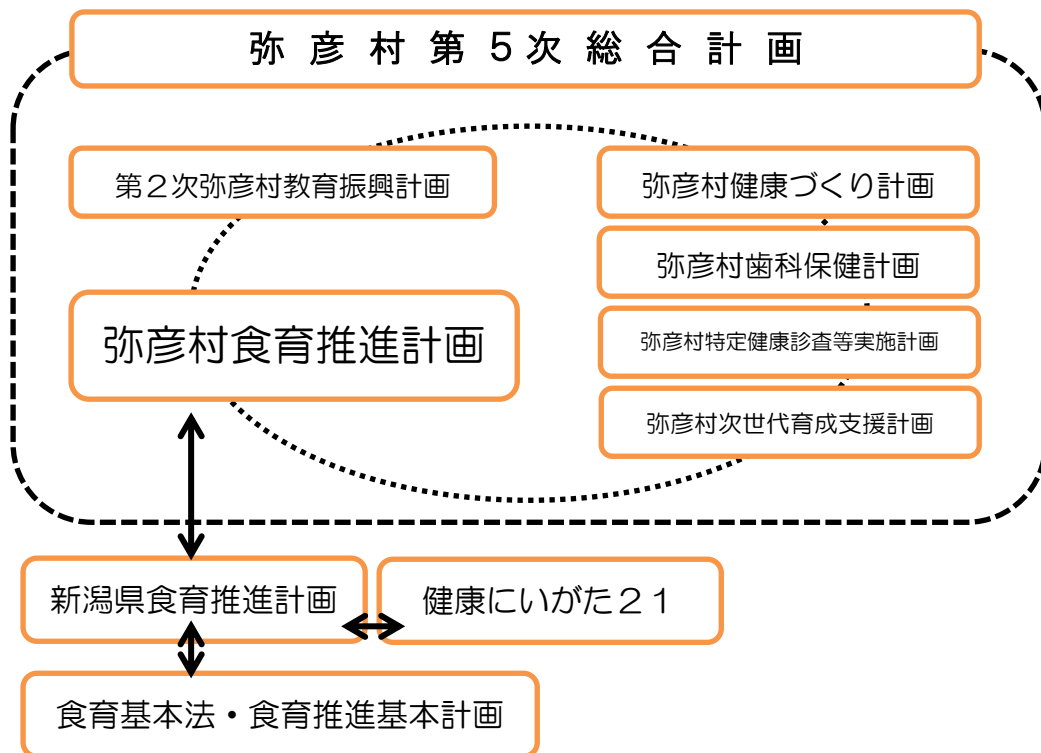 弥彦村第5次総合計画
第２次弥彦村教育振興計画
弥彦村健康づくり計画
弥彦村歯科保健計画
弥彦村食育推進計画
弥彦村特定健康診査等実施計画
弥彦村次世代育成支援計画
新潟県食育推進計画
健康にいがた２１
食育基本法・食育推進基本計画